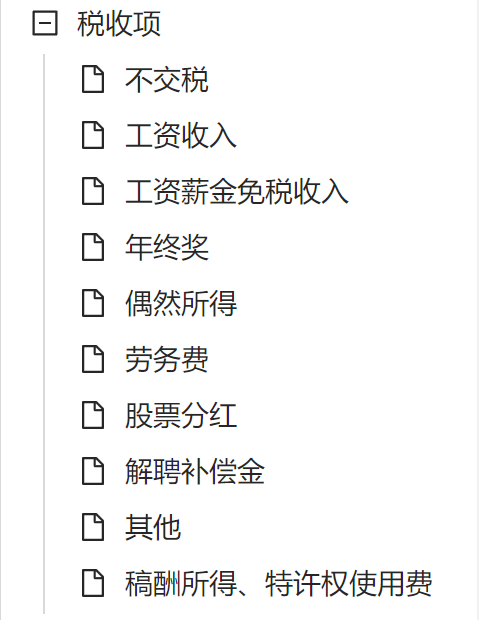 税收项
不交税
工资收入
工资薪金免税收入
年终奖
偶然所得
劳务费
股票分红
解聘补偿金
其他
稿酬所得、特许权使用费